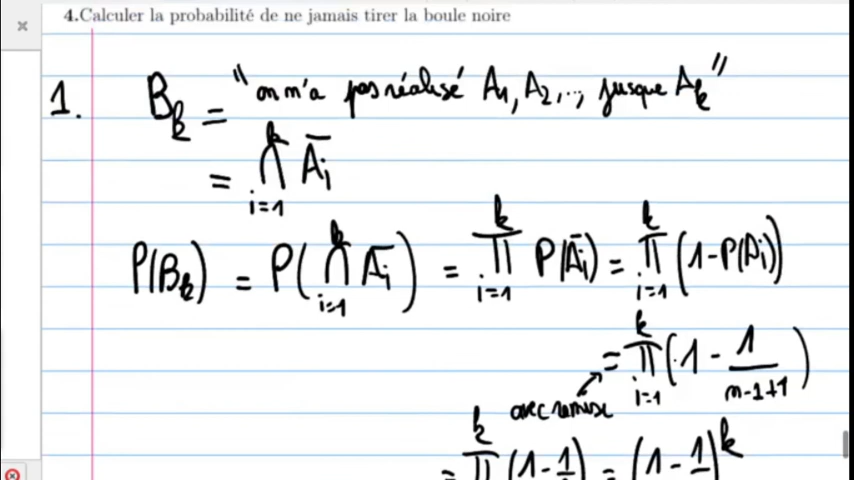 4.Calculer la probabilité de ne jamais tirer la boule noire
1. B_k = "on n'a pas réalisé A_1, A_2, .., jusque A_k"
= ⋂_{i=1}^{k} Ā_i
P(B_k) = P(⋂_{i=1}^{k} Ā_i) = ∏_{i=1}^{k} P(Ā_i) = ∏_{i=1}^{k} (1-P(A_i))
= ∏_{i=1}^{k} (1 - 1/(n-1+1))
avec remise
= ∏^{k} (1 - 1/) = (1 - 1/)^k